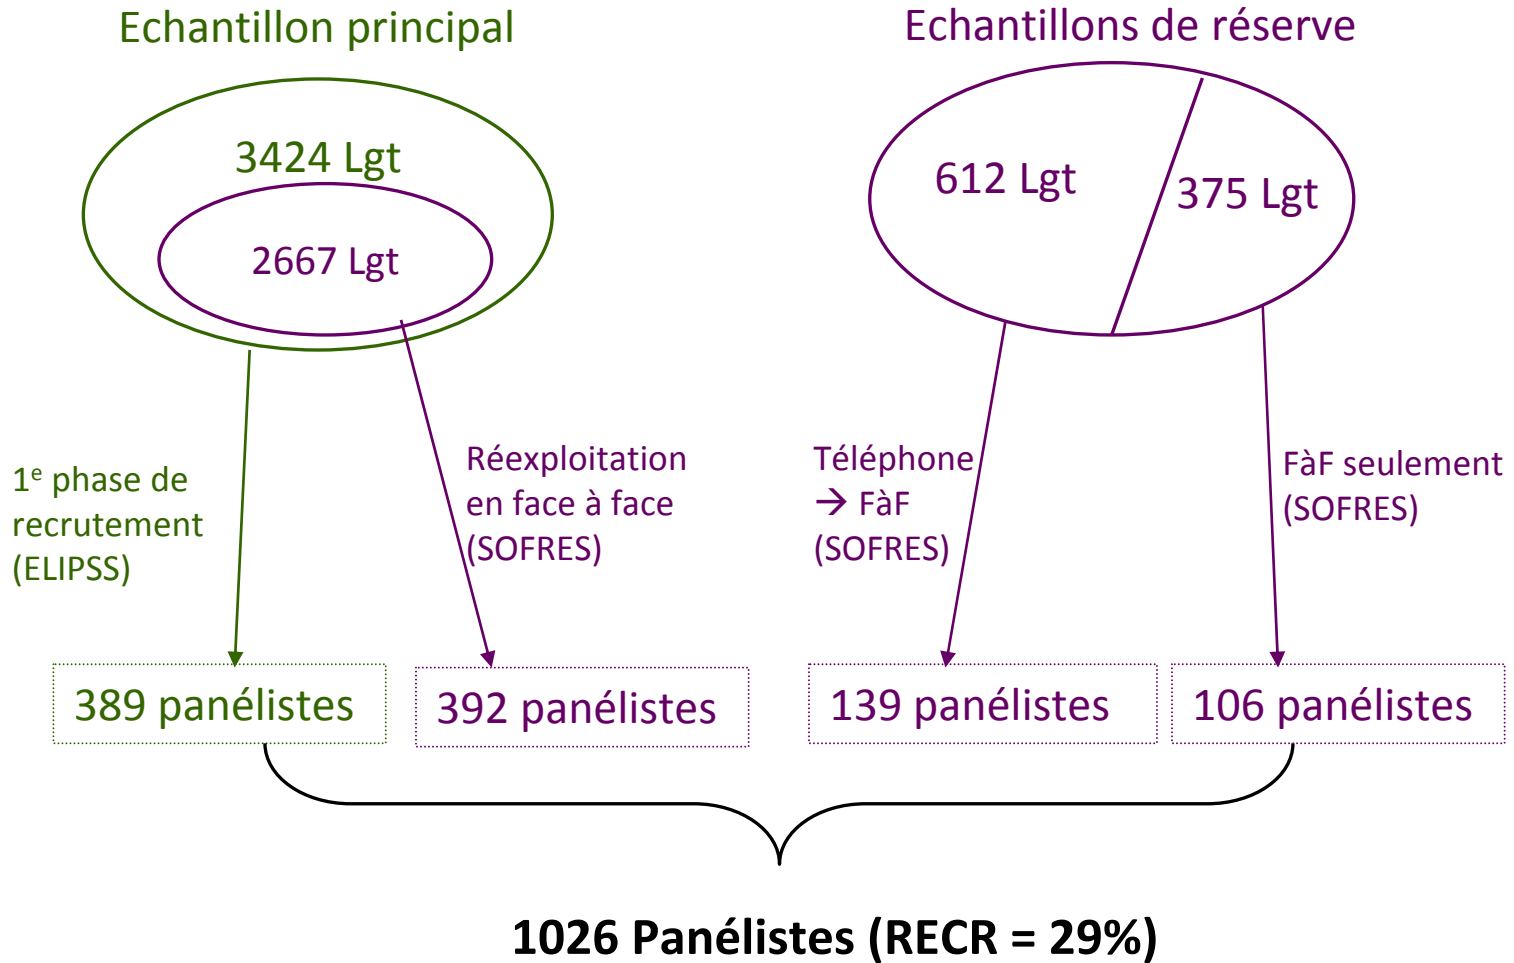 Echantillon principal
Echantillons de réserve
3424 Lgt
2667 Lgt
612 Lgt
375 Lgt
1e phase de
recrutement
(ELIPSS)
Réexploitation
en face à face
(SOFRES)
Téléphone
→ FàF
(SOFRES)
FàF seulement
(SOFRES)
389 panélistes
392 panélistes
139 panélistes
106 panélistes
1026 Panélistes (RECR = 29%)